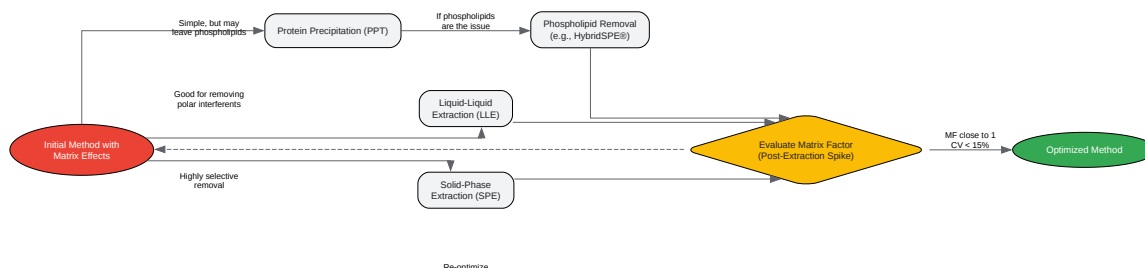 Simple, but may
leave phospholipids
Protein Precipitation (PPT)
If phospholipids
are the issue
Phospholipid Removal
(e.g., HybridSPE®)
Good for removing
polar interferents
Liquid-Liquid
Extraction (LLE)
Initial Method with
Matrix Effects
Evaluate Matrix Factor
(Post-Extraction Spike)
MF close to 1
CV < 15%
Optimized Method
Highly selective
removal
Solid-Phase
Extraction (SPE)
Re-optimize